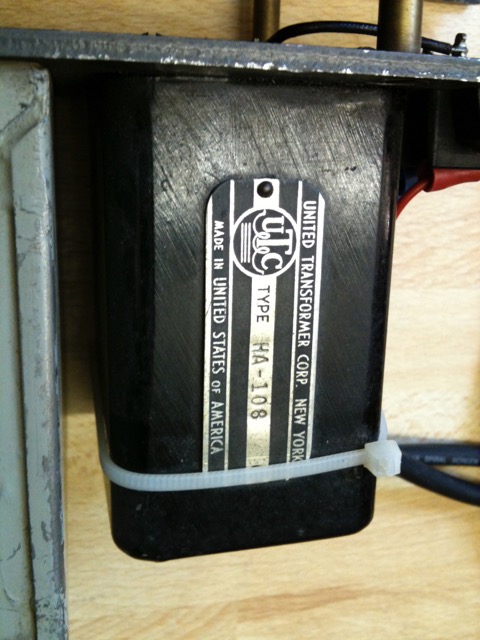 UNITED TRANSFORMER CORP. NEW YORK
UTC TYPE HA-108
MADE IN UNITED STATES OF AMERICA